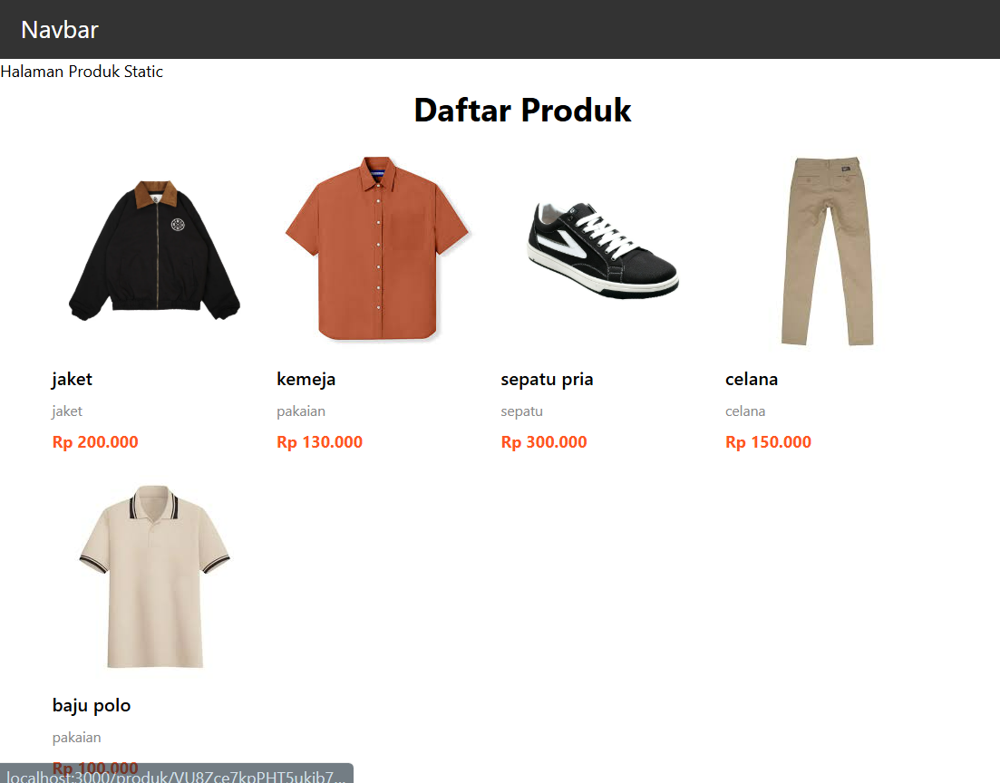 Navbar
Halaman Produk Static
Daftar Produk
jaket
jaket
Rp 200.000
kemeja
pakaian
Rp 130.000
sepatu pria
sepatu
Rp 300.000
celana
celana
Rp 150.000
baju polo
pakaian
Rp 100.000
localhost:3000/produk/VU8Zce7kpPHT5ukib7...